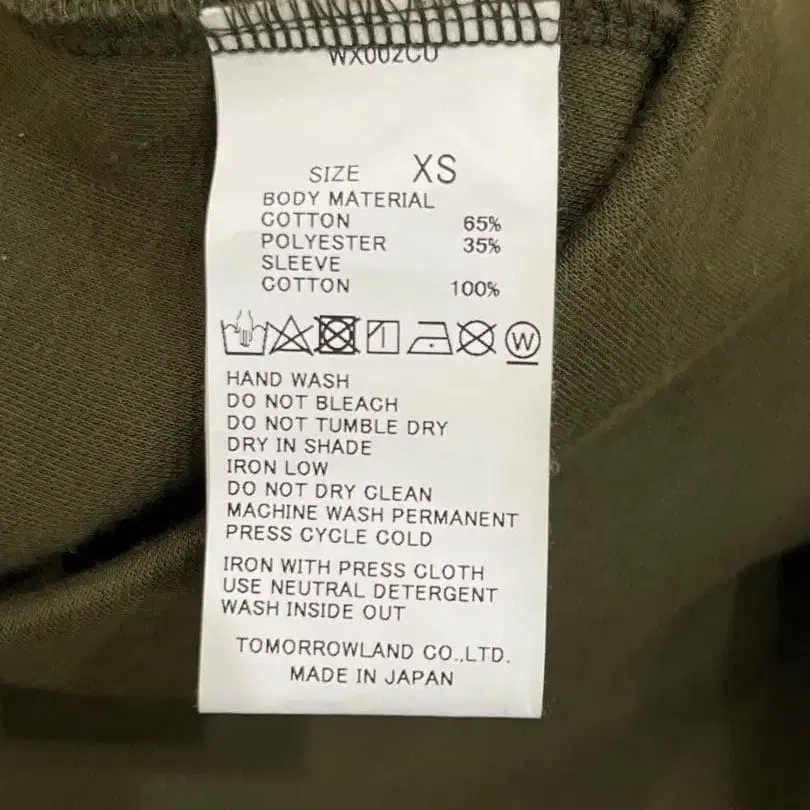 WX002CU
SIZE XS
BODY MATERIAL
COTTON 65%
POLYESTER 35%
SLEEVE
COTTON 100%
W
HAND WASH
DO NOT BLEACH
DO NOT TUMBLE DRY
DRY IN SHADE
IRON LOW
DO NOT DRY CLEAN
MACHINE WASH PERMANENT
PRESS CYCLE COLD
IRON WITH PRESS CLOTH
USE NEUTRAL DETERGENT
WASH INSIDE OUT
TOMORROWLAND CO.,LTD.
MADE IN JAPAN